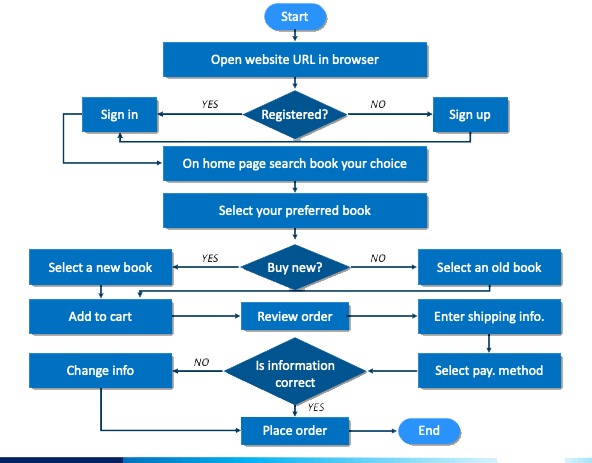 Start
Open website URL in browser
YES
NO
Sign in
Registered?
Sign up
On home page search book your choice
Select your preferred book
YES
NO
Select a new book
Buy new?
Select an old book
Add to cart
Review order
Enter shipping info.
Change info
NO
Is information
correct
Select pay. method
YES
Place order
End